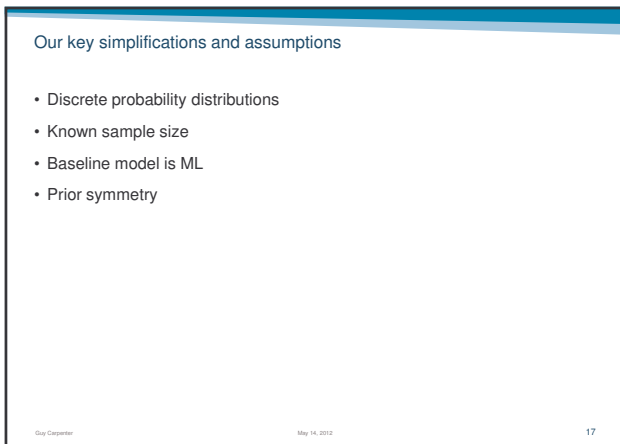 Our key simplifications and assumptions
• Discrete probability distributions
• Known sample size
• Baseline model is ML
• Prior symmetry
Guy Carpenter May 14, 2012 17